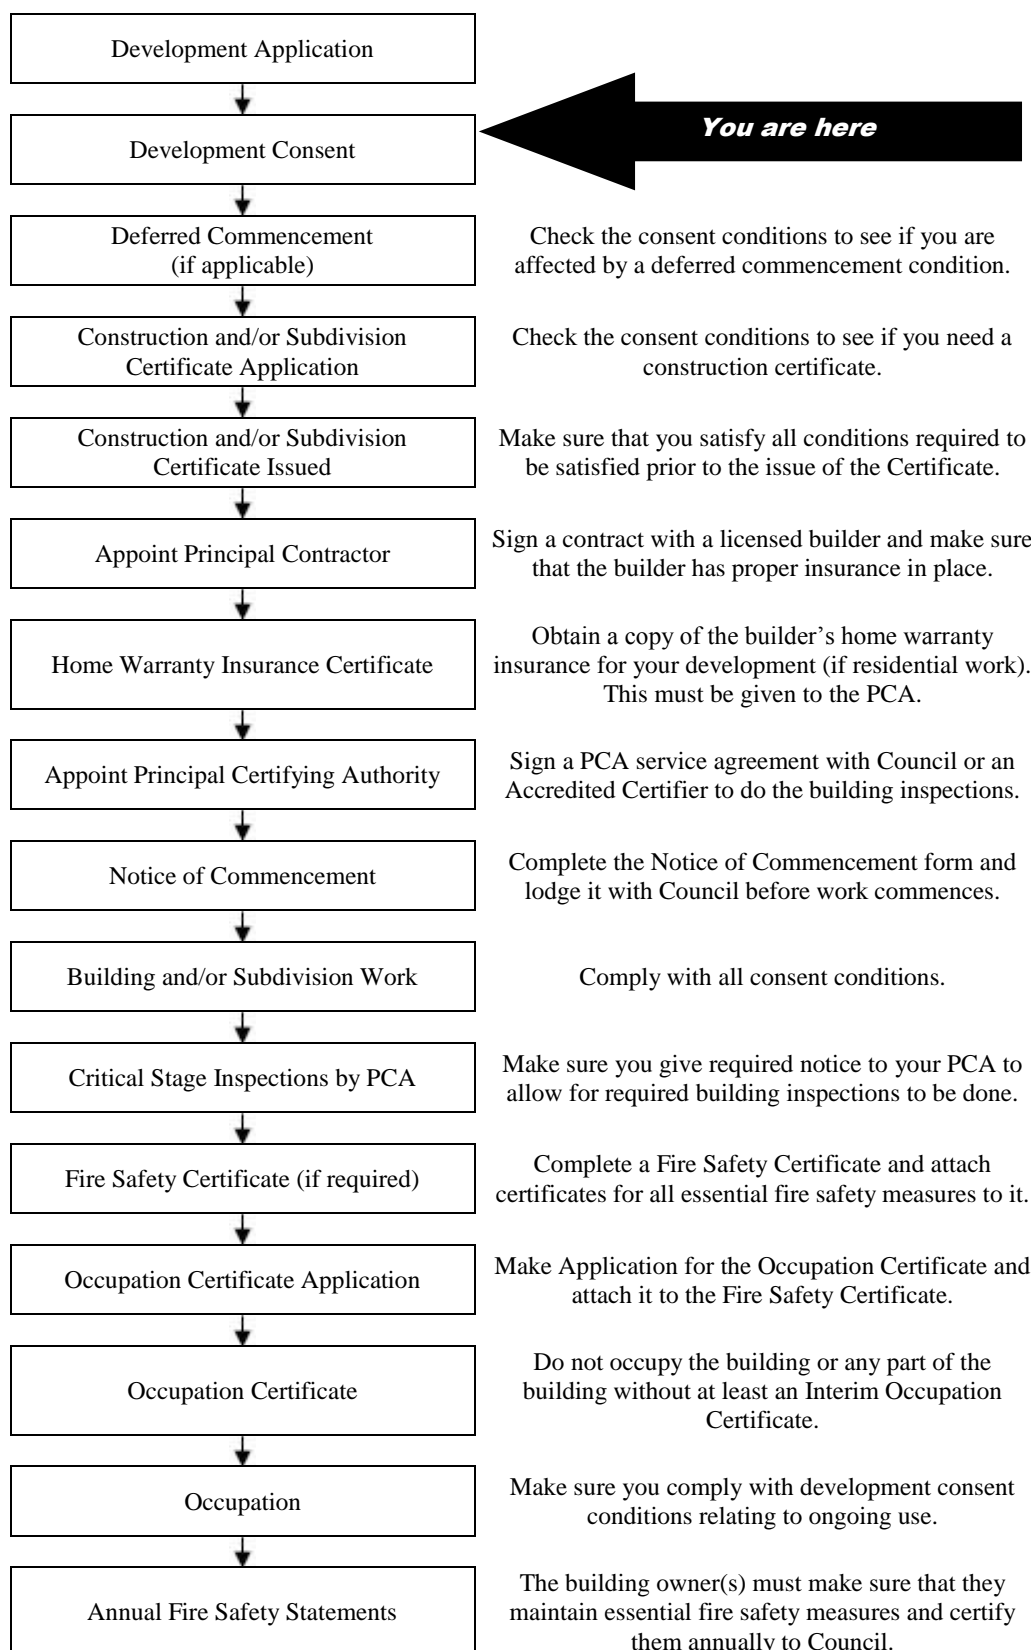 Development Application
Development Consent
You are here
Deferred Commencement
(if applicable)
Check the consent conditions to see if you are
affected by a deferred commencement condition.
Construction and/or Subdivision
Certificate Application
Check the consent conditions to see if you need a
construction certificate.
Construction and/or Subdivision
Certificate Issued
Make sure that you satisfy all conditions required to
be satisfied prior to the issue of the Certificate.
Appoint Principal Contractor
Sign a contract with a licensed builder and make sure
that the builder has proper insurance in place.
Home Warranty Insurance Certificate
Obtain a copy of the builder’s home warranty
insurance for your development (if residential work).
This must be given to the PCA.
Appoint Principal Certifying Authority
Sign a PCA service agreement with Council or an
Accredited Certifier to do the building inspections.
Notice of Commencement
Complete the Notice of Commencement form and
lodge it with Council before work commences.
Building and/or Subdivision Work
Comply with all consent conditions.
Critical Stage Inspections by PCA
Make sure you give required notice to your PCA to
allow for required building inspections to be done.
Fire Safety Certificate (if required)
Complete a Fire Safety Certificate and attach
certificates for all essential fire safety measures to it.
Occupation Certificate Application
Make Application for the Occupation Certificate and
attach it to the Fire Safety Certificate.
Occupation Certificate
Do not occupy the building or any part of the
building without at least an Interim Occupation
Certificate.
Occupation
Make sure you comply with development consent
conditions relating to ongoing use.
Annual Fire Safety Statements
The building owner(s) must make sure that they
maintain essential fire safety measures and certify
them annually to Council.